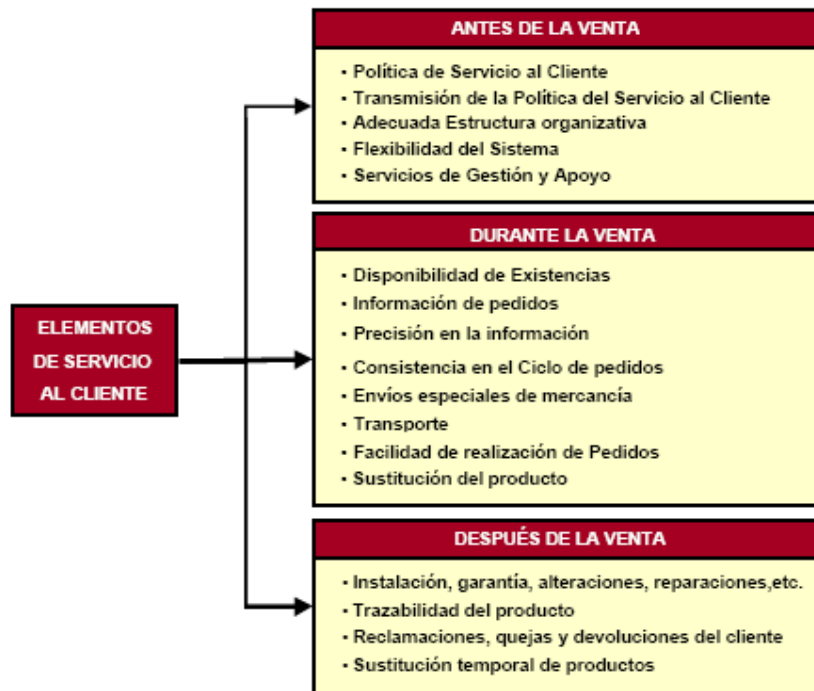 ELEMENTOS
DE SERVICIO
AL CLIENTE
ANTES DE LA VENTA
• Política de Servicio al Cliente
• Transmisión de la Política del Servicio al Cliente
• Adecuada Estructura organizativa
• Flexibilidad del Sistema
• Servicios de Gestión y Apoyo
DURANTE LA VENTA
• Disponibilidad de Existencias
• Información de pedidos
• Precisión en la información
• Consistencia en el Ciclo de pedidos
• Envíos especiales de mercancía
• Transporte
• Facilidad de realización de Pedidos
• Sustitución del producto
DESPUÉS DE LA VENTA
• Instalación, garantía, alteraciones, reparaciones,etc.
• Trazabilidad del producto
• Reclamaciones, quejas y devoluciones del cliente
• Sustitución temporal de productos